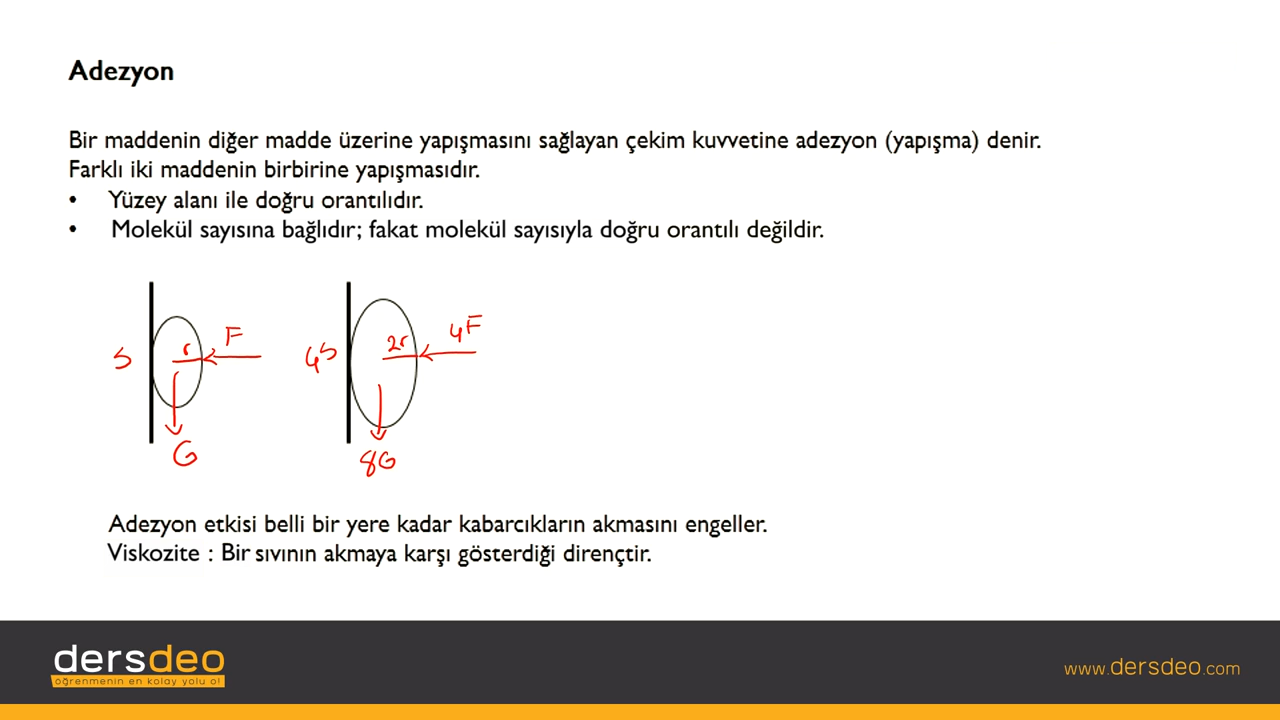 Adezyon
Bir maddenin diğer madde üzerine yapışmasını sağlayan çekim kuvvetine adezyon (yapışma) denir.
Farklı iki maddenin birbirine yapışmasıdır.
• Yüzey alanı ile doğru orantılıdır.
• Molekül sayısına bağlıdır; fakat molekül sayısıyla doğru orantılı değildir.
S r F
G
4S 2r 4F
8G
Adezyon etkisi belli bir yere kadar kabarcıkların akmasını engeller.
Viskozite : Bir sıvının akmaya karşı gösterdiği dirençtir.
dersdeo
öğrenmenin en kolay yolu o!
www.dersdeo.com